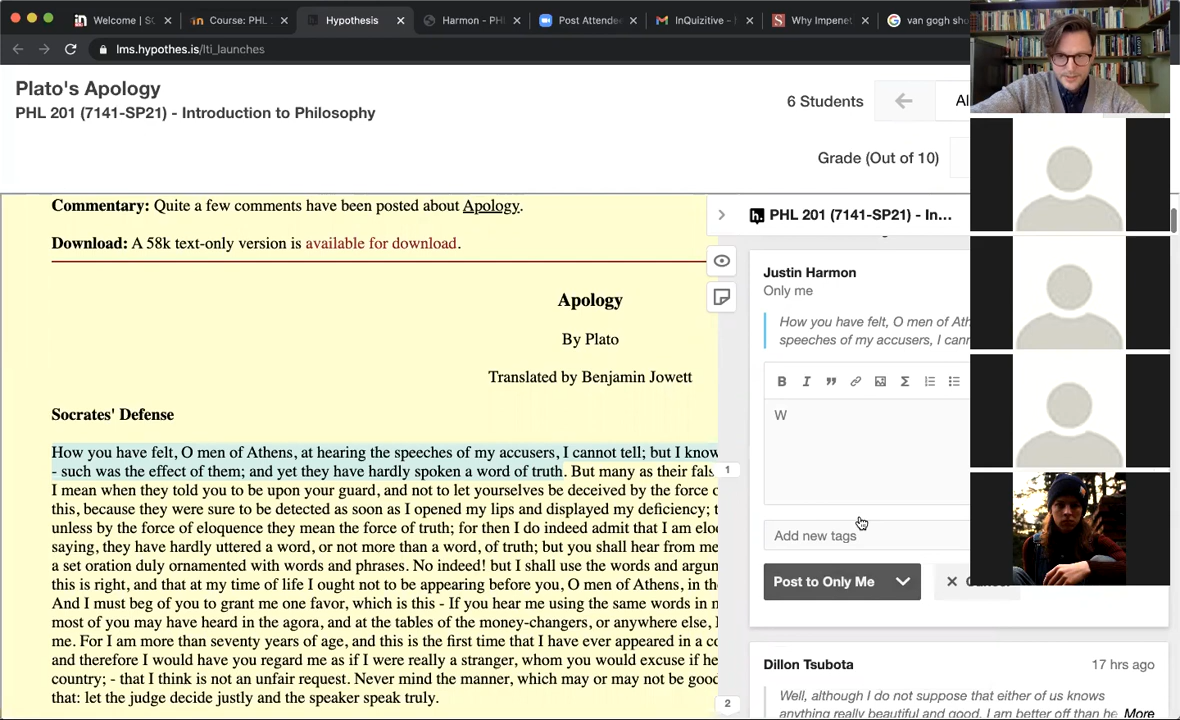 Welcome | SC
Course: PHL
Hypothesis
Harmon - PHI
Post Attende
InQuizitive -
Why Impenet
van gogh sho
lms.hypothes.is/lti_launches
Plato's Apology
PHL 201 (7141-SP21) - Introduction to Philosophy
6 Students
Al
Grade (Out of 10)
Commentary: Quite a few comments have been posted about Apology.
Download: A 58k text-only version is available for download.
Apology
By Plato
Translated by Benjamin Jowett
Socrates' Defense
How you have felt, O men of Athens, at hearing the speeches of my accusers, I cannot tell; but I know
- such was the effect of them; and yet they have hardly spoken a word of truth. But many as their fals
I mean when they told you to be upon your guard, and not to let yourselves be deceived by the force o
this, because they were sure to be detected as soon as I opened my lips and displayed my deficiency; t
unless by the force of eloquence they mean the force of truth; for then I do indeed admit that I am elo
saying, they have hardly uttered a word, or not more than a word, of truth; but you shall hear from me
a set oration duly ornamented with words and phrases. No indeed! but I shall use the words and argun
this is right, and that at my time of life I ought not to be appearing before you, O men of Athens, in th
And I must beg of you to grant me one favor, which is this - If you hear me using the same words in n
most of you may have heard in the agora, and at the tables of the money-changers, or anywhere else, I
me. For I am more than seventy years of age, and this is the first time that I have ever appeared in a co
and therefore I would have you regard me as if I were really a stranger, whom you would excuse if he
country; - that I think is not an unfair request. Never mind the manner, which may or may not be good
that: let the judge decide justly and the speaker speak truly.
1
2
PHL 201 (7141-SP21) - In...
Justin Harmon
Only me
How you have felt, O men of Ath
speeches of my accusers, I cann
B I
W
Add new tags
Post to Only Me
Dillon Tsubota
17 hrs ago
Well, although I do not suppose that either of us knows
anything really beautiful and good, I am better off than he More